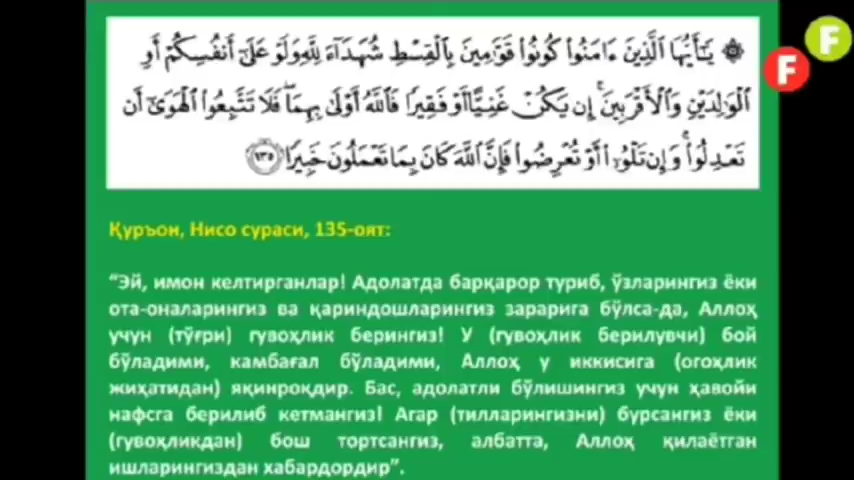 ۞ يَـٰٓأَيُّهَا ٱلَّذِينَ ءَامَنُوا۟ كُونُوا۟ قَوَّٰمِينَ بِٱلْقِسْطِ شُهَدَآءَ لِلَّهِ وَلَوْ عَلَىٰٓ أَنفُسِكُمْ أَوِ
ٱلْوَٰلِدَيْنِ وَٱلْأَقْرَبِينَ ۚ إِن يَكُنْ غَنِيًّا أَوْ فَقِيرًا فَٱللَّهُ أَوْلَىٰ بِهِمَا ۖ فَلَا تَتَّبِعُوا۟ ٱلْهَوَىٰٓ أَن
تَعْدِلُوا۟ ۚ وَإِن تَلْوُۥٓا۟ أَوْ تُعْرِضُوا۟ فَإِنَّ ٱللَّهَ كَانَ بِمَا تَعْمَلُونَ خَبِيرًا ١٣٥
F F
Қуръон, Нисо сураси, 135-оят:
“Эй, имон келтирганлар! Адолатда барқарор туриб, ўзларингиз ёки
ота-оналарингиз ва қариндошларингиз зарарига бўлса-да, Аллоҳ
учун (тўғри) гувоҳлик берингиз! У (гувоҳлик берилувчи) бой
бўладими, камбағал бўладими, Аллоҳ у иккисига (огоҳлик
жиҳатидан) яқинроқдир. Бас, адолатли бўлишингиз учун ҳавойи
нафсга берилиб кетмангиз! Агар (тилларингизни) бурсангиз ёки
(гувоҳликдан) бош тортсангиз, албатта, Аллоҳ қилаётган
ишларингиздан хабардордир”.